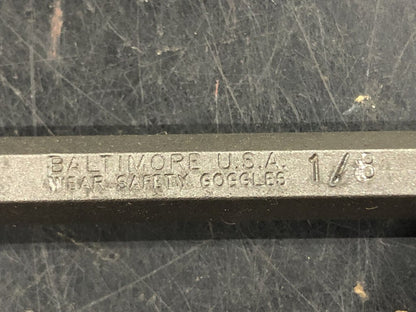 BALTIMORE U.S.A. 1/8
WEAR SAFETY GOGGLES